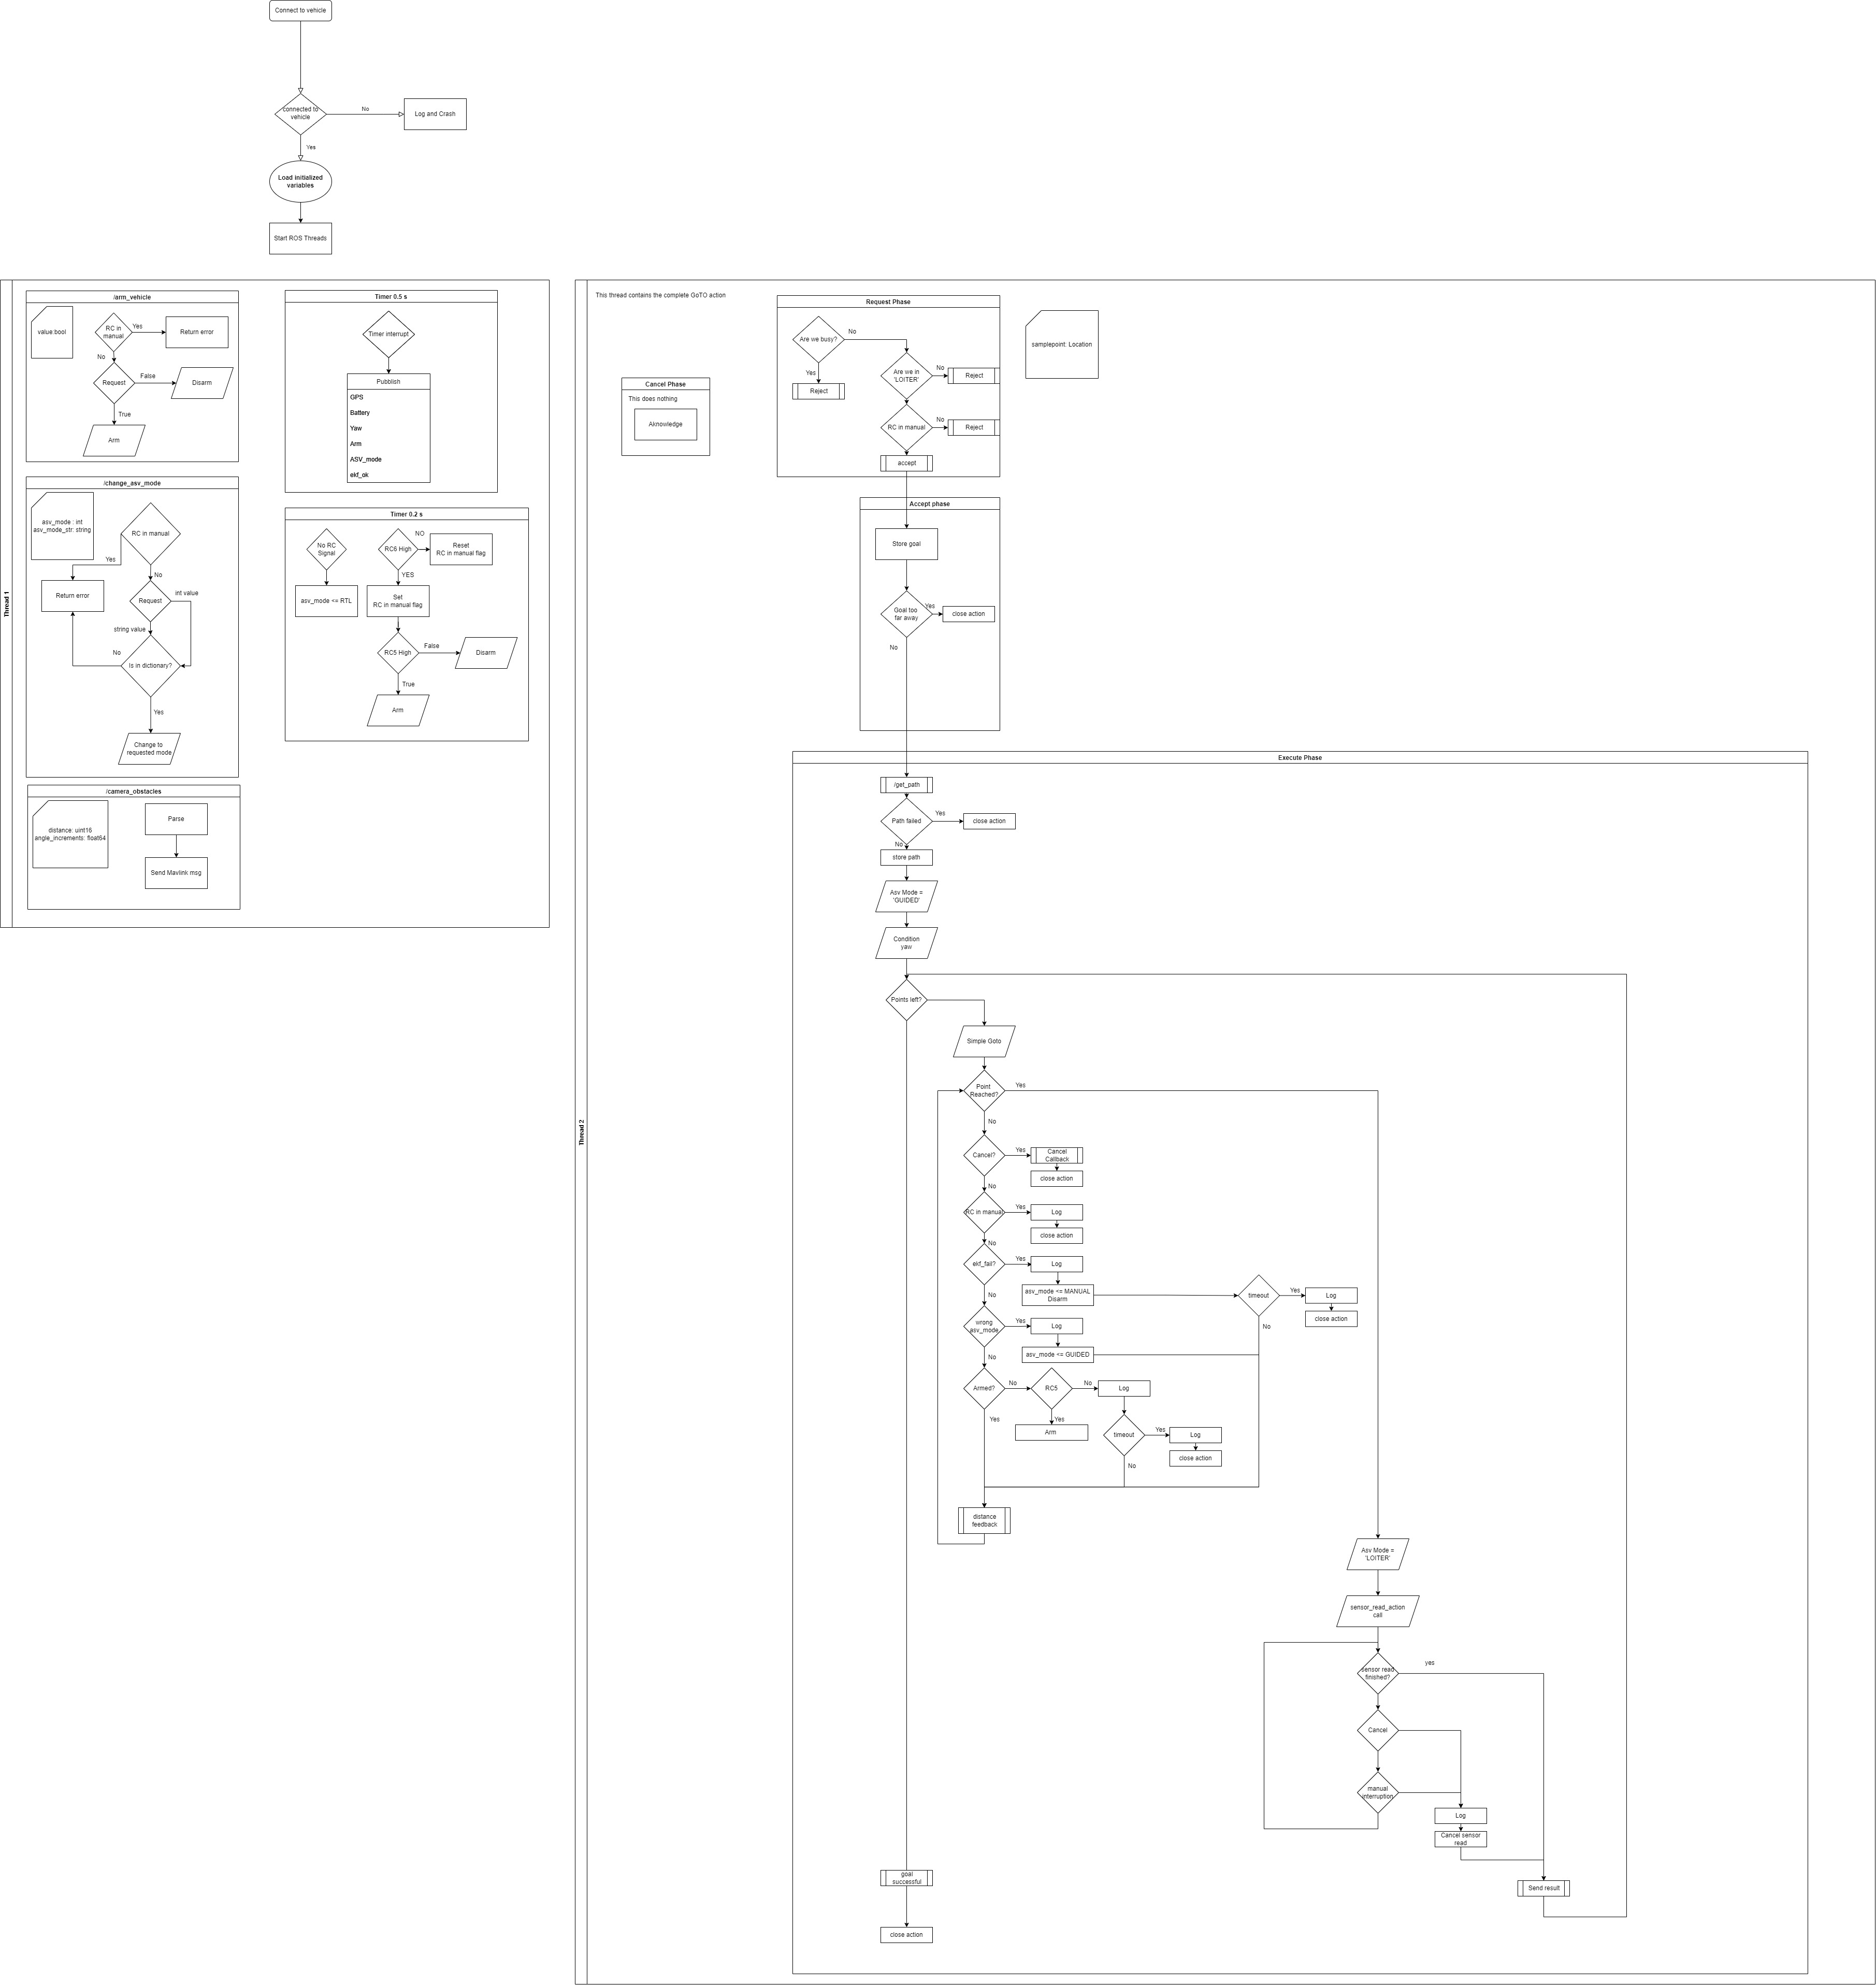 Connect to vehicle
connected to
vehicle
No
Log and Crash
Yes
Load initialized
variables
Start ROS Threads
Thread 1
/arm_vehicle
value:bool
RC in
manual
Yes
Return error
No
Request
False
Disarm
True
Arm
Timer 0.5 s
Timer interrupt
Pubblish
GPS
Battery
Yaw
Arm
ASV_mode
ekf_ok
/change_asv_mode
asv_mode : int
asv_mode_str: string
RC in manual
Yes
No
Return error
Request
int value
string value
No
Is in dictionary?
Yes
Change to
requested mode
Timer 0.2 s
No RC
Signal
asv_mode <= RTL
RC6 High
NO
Reset
RC in manual flag
YES
Set
RC in manual flag
RC5 High
False
Disarm
True
Arm
/camera_obstacles
distance: uint16
angle_increments: float64
Parse
Send Mavlink msg
Thread 2
This thread contains the complete GoTO action
Cancel Phase
This does nothing
Aknowledge
Request Phase
Are we busy?
No
Yes
Reject
Are we in
'LOITER'
No
Reject
RC in manual
No
Reject
accept
samplepoint: Location
Accept phase
Store goal
Goal too
far away
Yes
close action
No
Execute Phase
/get_path
Path failed
Yes
close action
No
store path
Asv Mode =
'GUIDED'
Condition
yaw
Points left?
Simple Goto
Point
Reached?
Yes
No
Cancel?
Yes
Cancel
Callback
close action
No
RC in manual
Yes
Log
close action
No
ekf_fail?
Yes
Log
asv_mode <= MANUAL
Disarm
timeout
Yes
Log
close action
No
No
wrong
asv_mode
Yes
Log
asv_mode <= GUIDED
No
Armed?
No
RC5
No
Log
Yes
Yes
Arm
timeout
Yes
Log
close action
No
distance
feedback
Asv Mode =
'LOITER'
sensor_read_action
call
sensor read
finished?
yes
Cancel
manual
interruption
Log
Cancel sensor
read
Send result
goal
successful
close action